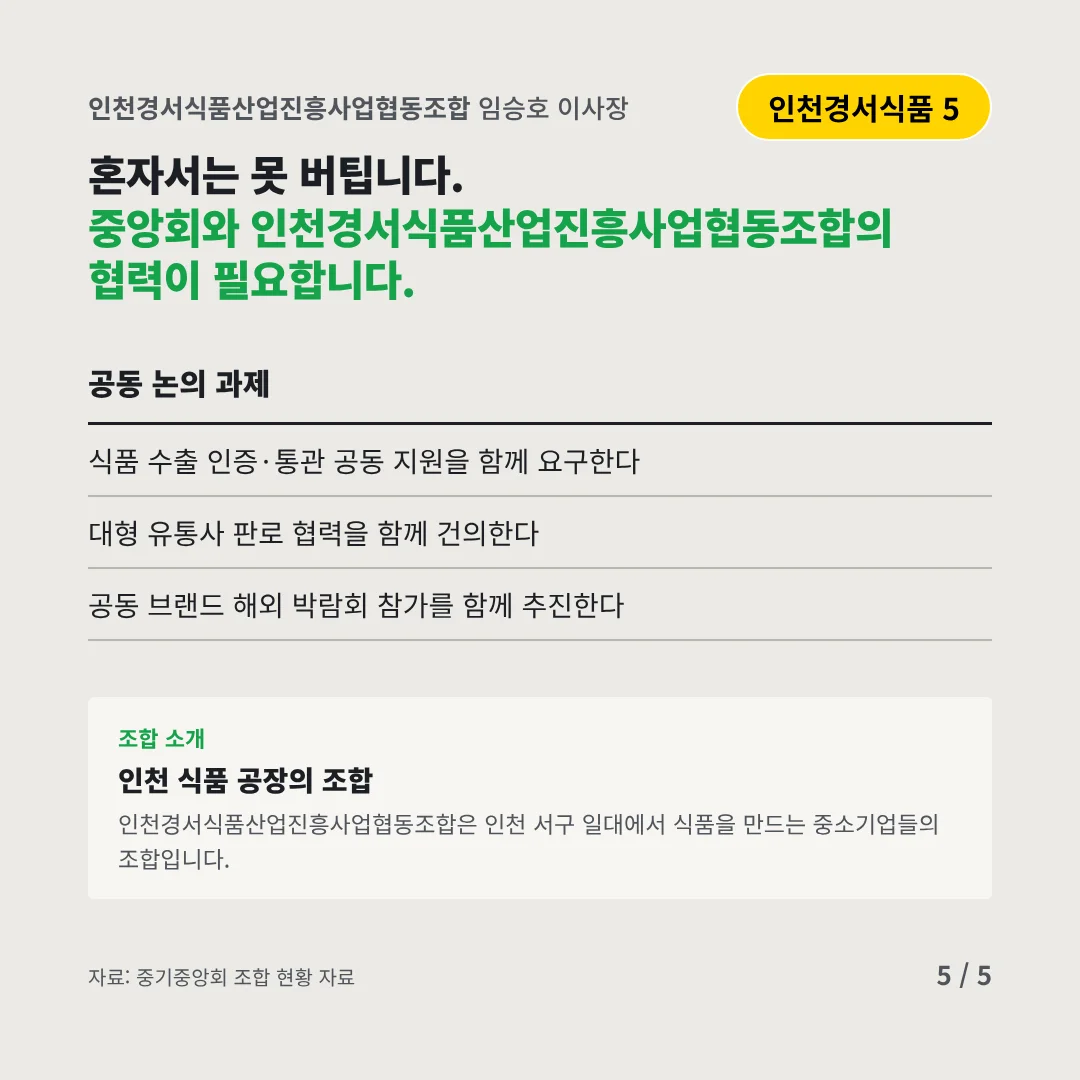 인천경서식품산업진흥사업협동조합 임승호 이사장
인천경서식품 5
혼자서는 못 버팁니다.
중앙회와 인천경서식품산업진흥사업협동조합의
협력이 필요합니다.
공동 논의 과제
식품 수출 인증·통관 공동 지원을 함께 요구한다
대형 유통사 판로 협력을 함께 건의한다
공동 브랜드 해외 박람회 참가를 함께 추진한다
조합 소개
인천 식품 공장의 조합
인천경서식품산업진흥사업협동조합은 인천 서구 일대에서 식품을 만드는 중소기업들의
조합입니다.
자료: 중기중앙회 조합 현황 자료
5 / 5